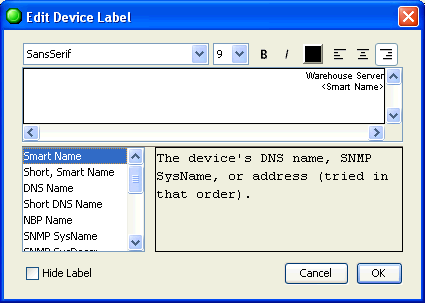 Edit Device Label
SansSerif 9 B I
Warehouse Server
<Smart Name>
Smart Name
Short, Smart Name
DNS Name
Short DNS Name
NBP Name
SNMP SysName
The device's DNS name, SNMP
SysName, or address (tried in
that order).
Hide Label
Cancel OK